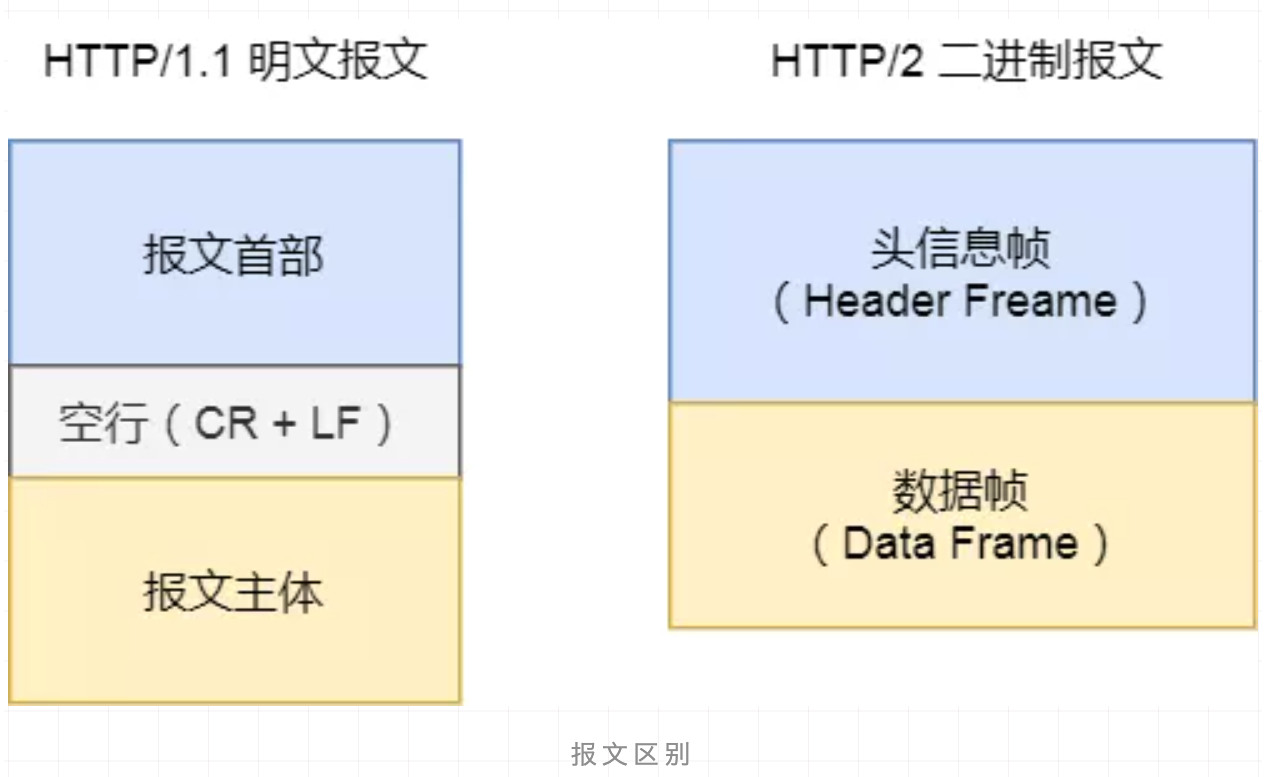 HTTP/1.1 明文报文
报文首部
空行（CR + LF）
报文主体
HTTP/2 二进制报文
头信息帧
（Header Freame）
数据帧
（Data Frame）
报文区别